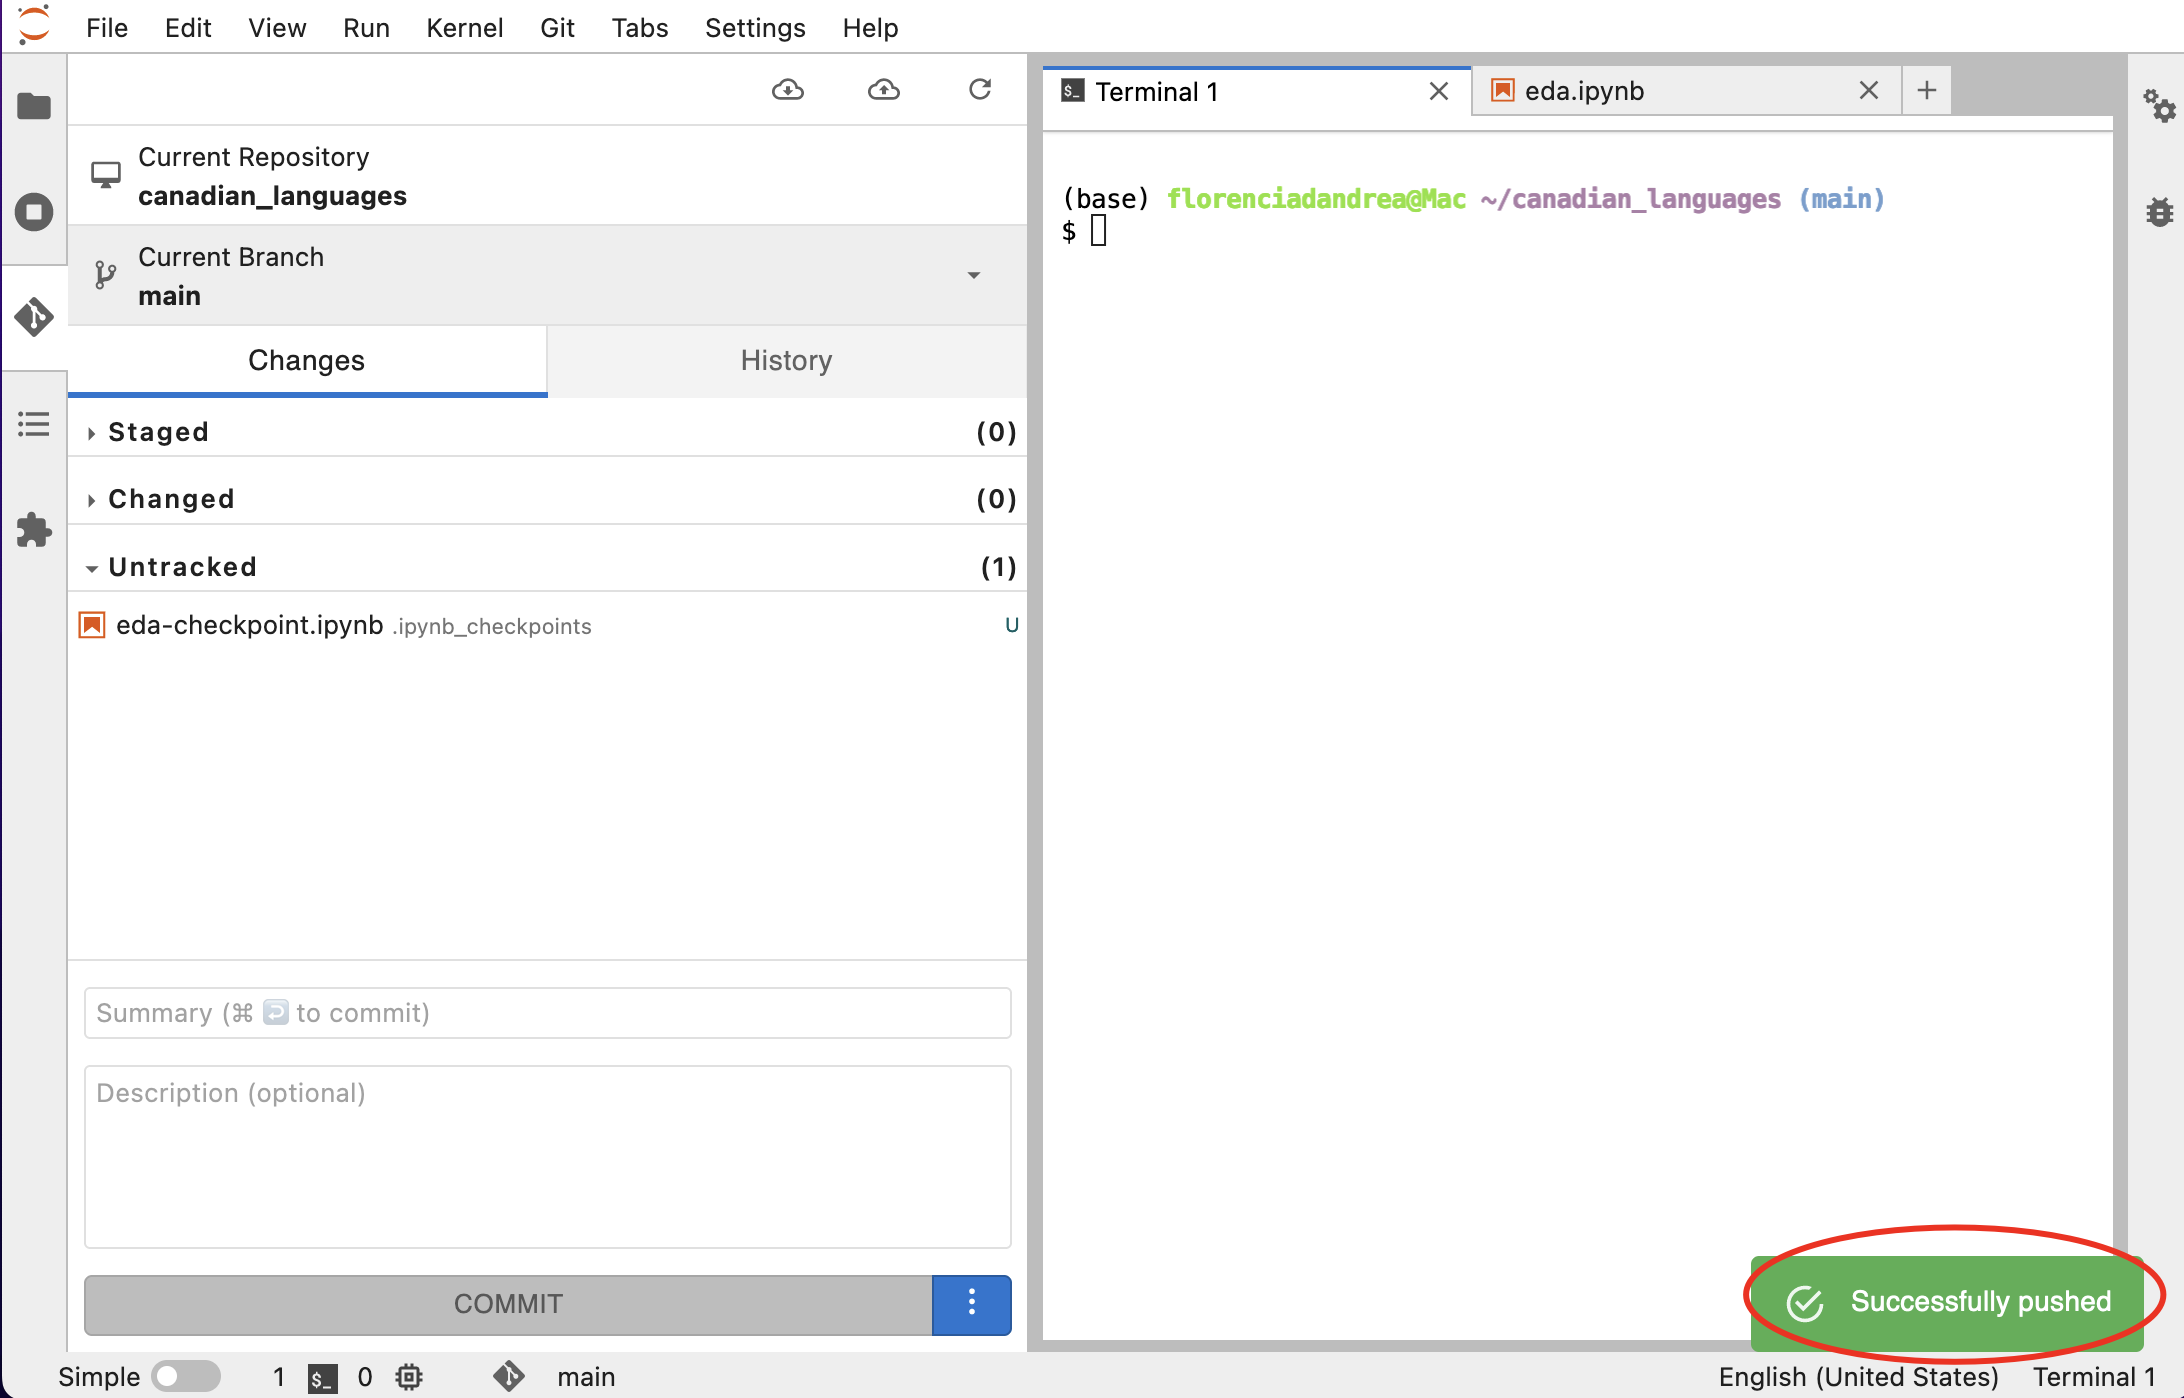 File Edit View Run Kernel Git Tabs Settings Help
Current Repository
canadian_languages
Current Branch
main
Changes History
Staged (0)
Changed (0)
Untracked (1)
eda-checkpoint.ipynb .ipynb_checkpoints U
Summary (⌘ ↩ to commit)
Description (optional)
COMMIT
$_ Terminal 1
eda.ipynb
(base) florenciadandrea@Mac ~/canadian_languages (main)
$
Successfully pushed
Simple 1 $_ 0 main English (United States) Terminal 1